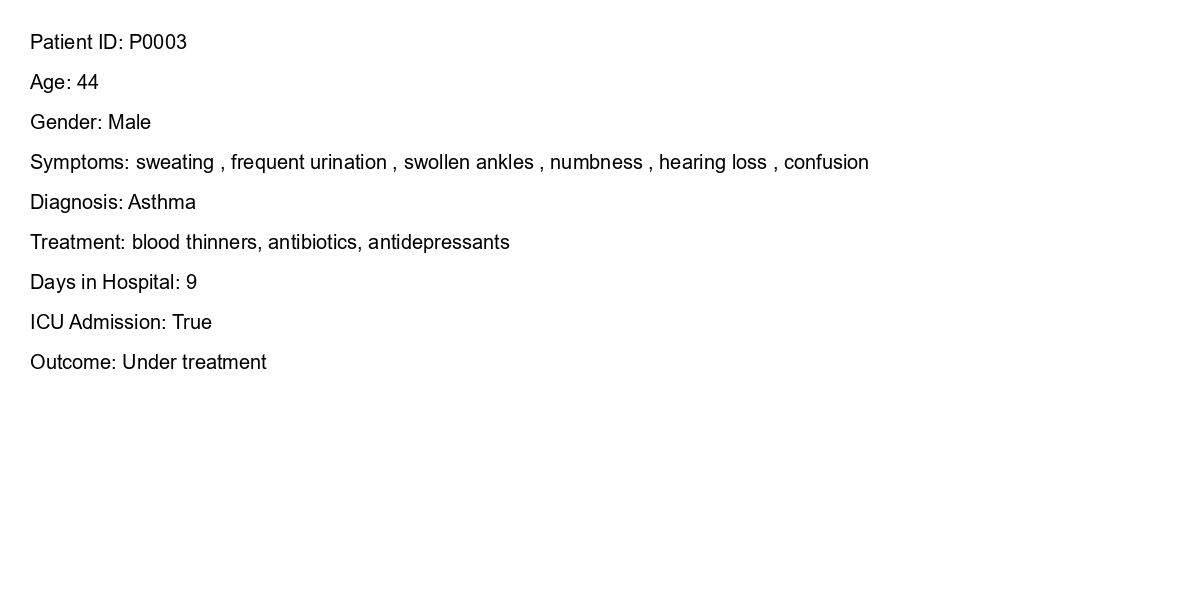 Patient ID: P0003
Age: 44
Gender: Male
Symptoms: sweating , frequent urination , swollen ankles , numbness , hearing loss , confusion
Diagnosis: Asthma
Treatment: blood thinners, antibiotics, antidepressants
Days in Hospital: 9
ICU Admission: True
Outcome: Under treatment